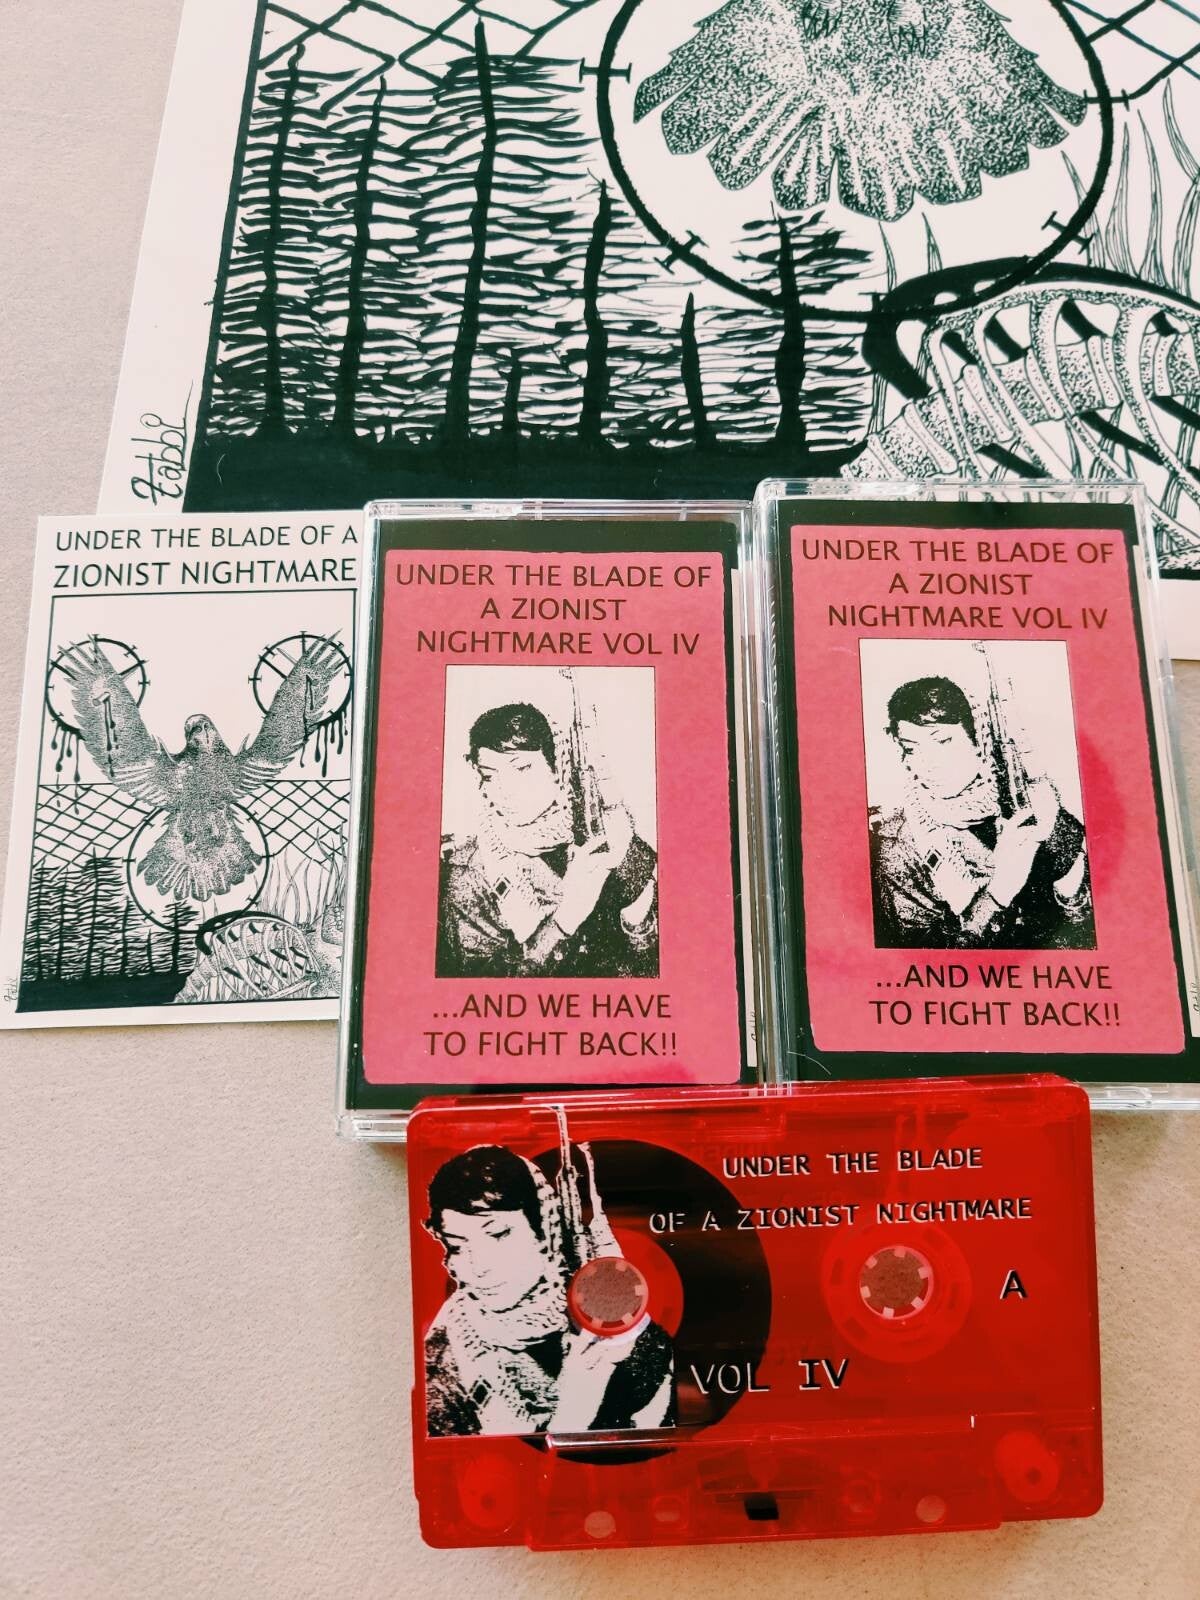 Fabbi
UNDER THE BLADE OF A
ZIONIST NIGHTMARE
UNDER THE BLADE OF
A ZIONIST
NIGHTMARE VOL IV
...AND WE HAVE
TO FIGHT BACK!!
UNDER THE BLADE OF
A ZIONIST
NIGHTMARE VOL IV
...AND WE HAVE
TO FIGHT BACK!!
UNDER THE BLADE
OF A ZIONIST NIGHTMARE
A
VOL IV